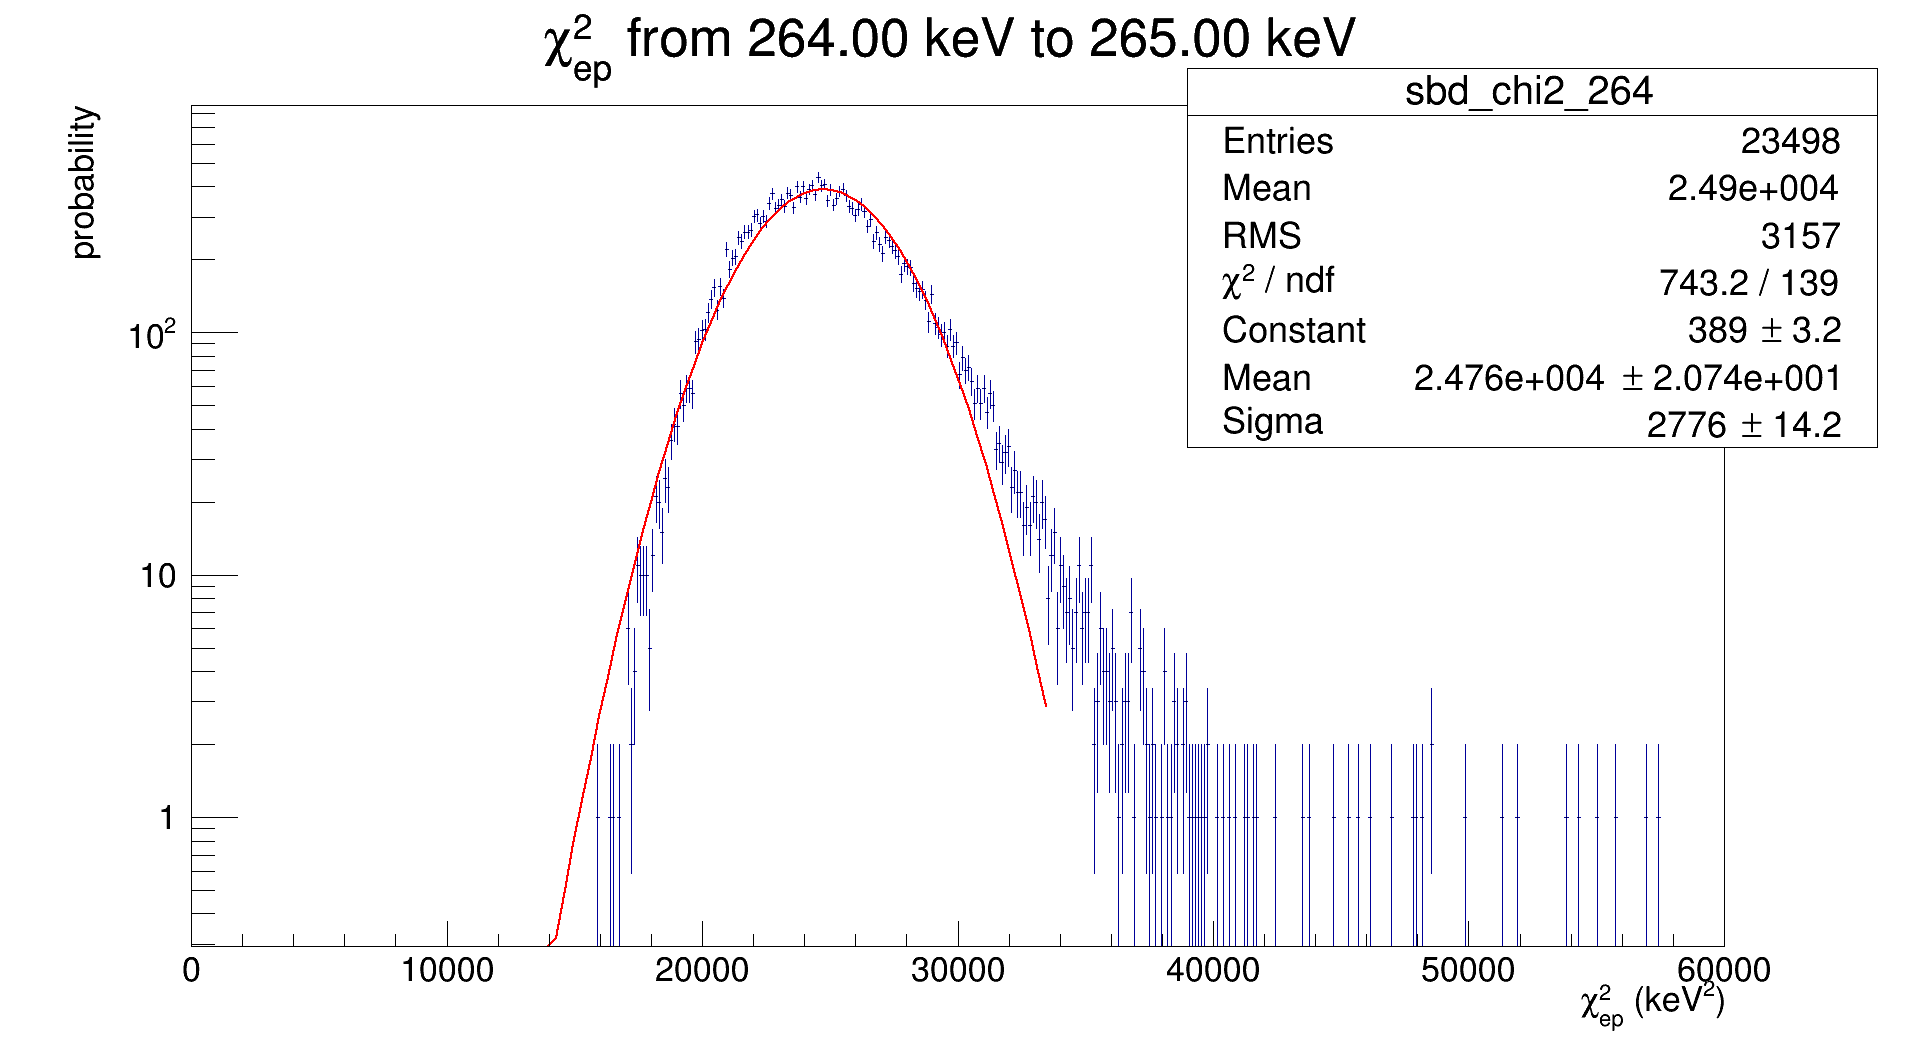 χ²ep from 264.00 keV to 265.00 keV
sbd_chi2_264
Entries 23498
Mean 2.49e+004
RMS 3157
χ² / ndf 743.2 / 139
Constant 389 ± 3.2
Mean 2.476e+004 ± 2.074e+001
Sigma 2776 ± 14.2
probability
10²
10
1
0 10000 20000 30000 40000 50000 60000
χ²ep (keV²)